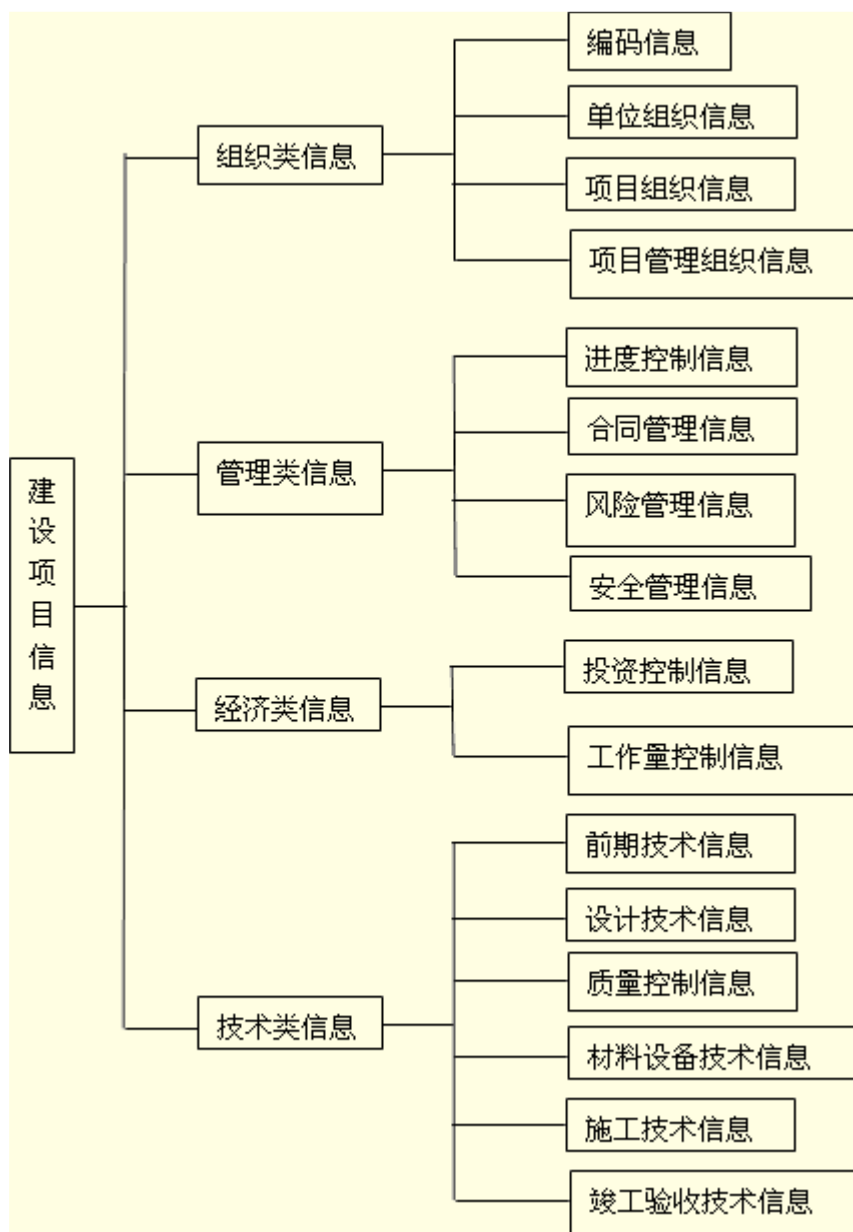 建设项目信息
组织类信息
编码信息
单位组织信息
项目组织信息
项目管理组织信息
管理类信息
进度控制信息
合同管理信息
风险管理信息
安全管理信息
经济类信息
投资控制信息
工作量控制信息
技术类信息
前期技术信息
设计技术信息
质量控制信息
材料设备技术信息
施工技术信息
竣工验收技术信息